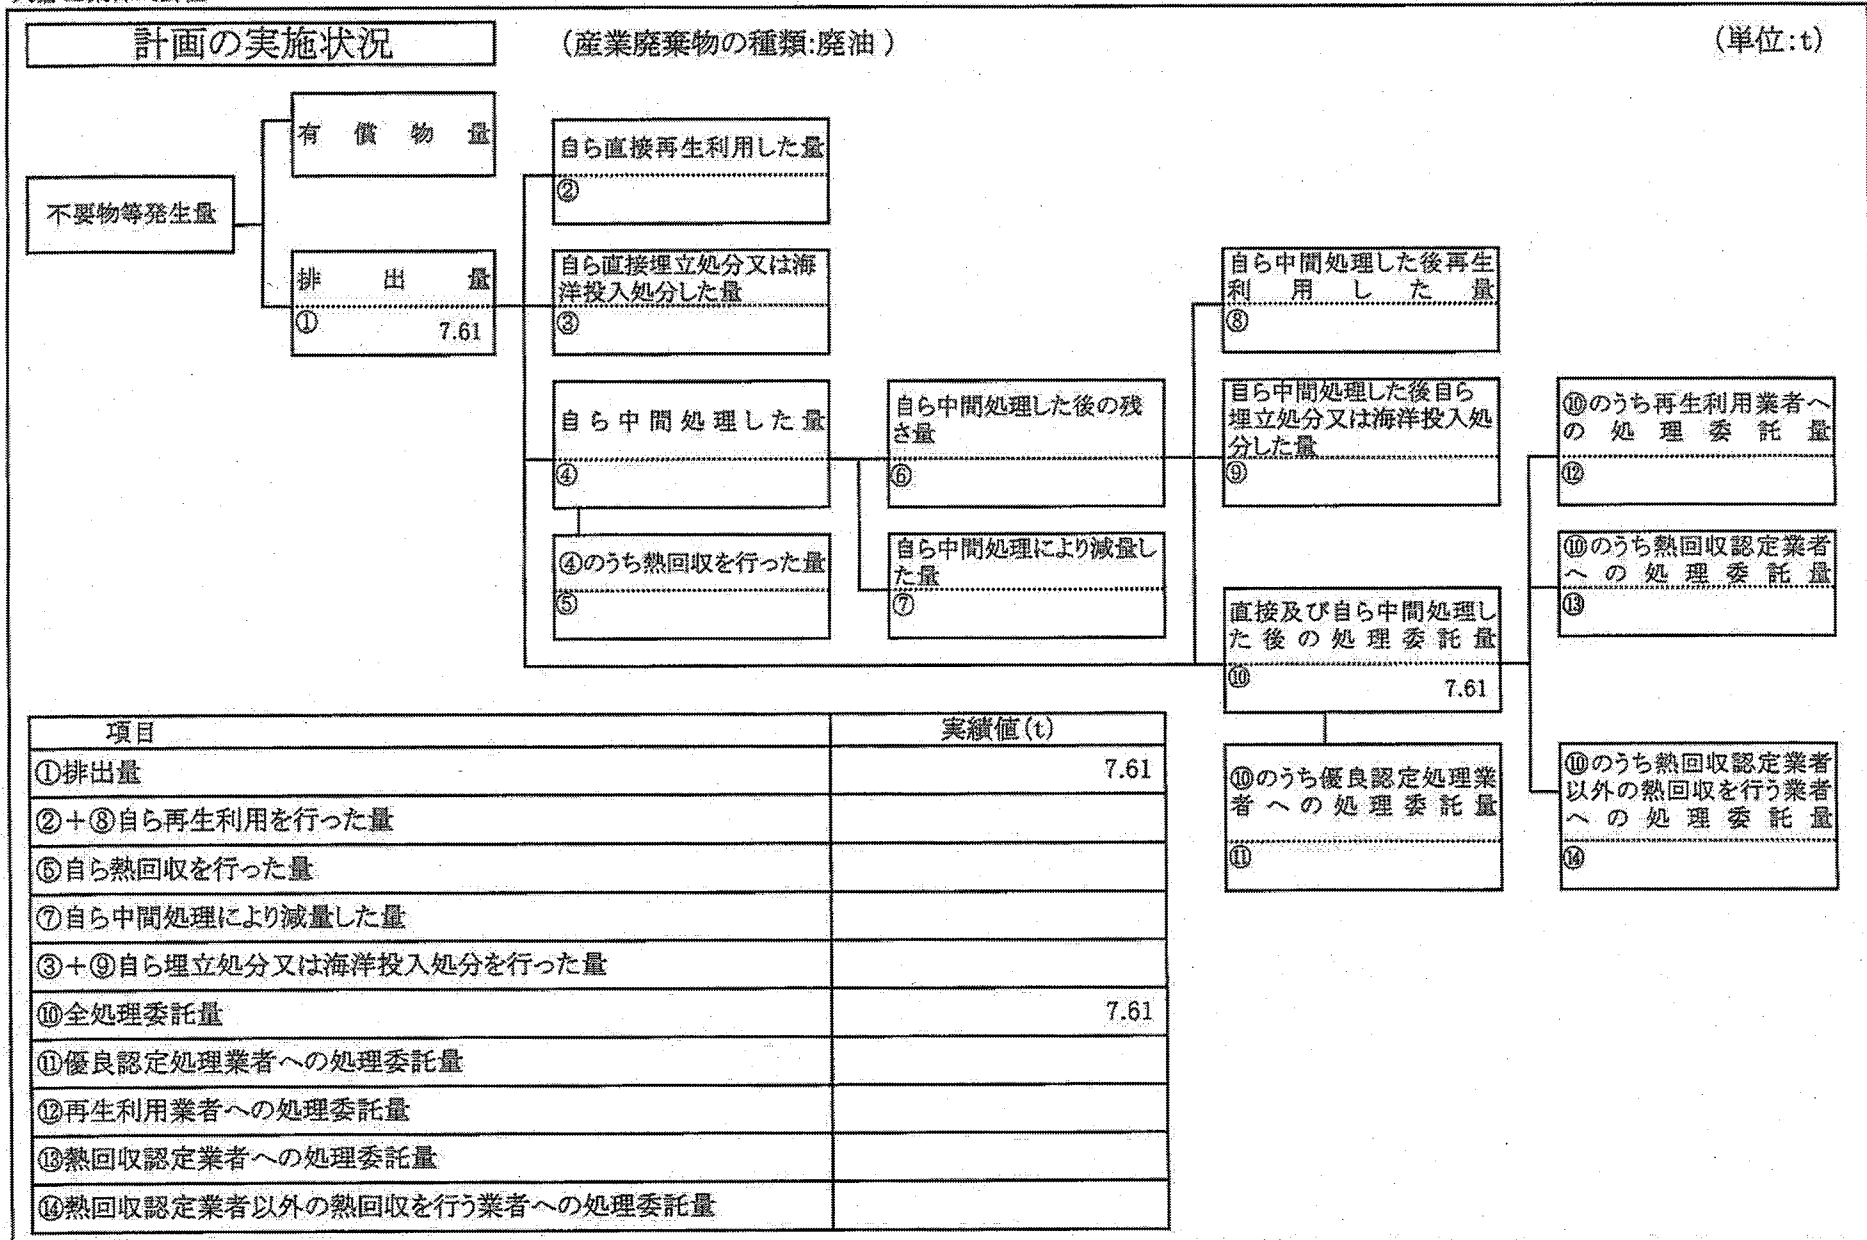 計画の実施状況
(産業廃棄物の種類:廃油)
(単位:t)
有償物量
不要物等発生量
排出量
① 7.61
自ら直接再生利用した量
②
自ら直接埋立処分又は海
洋投入処分した量
③
自ら中間処理した量
④
④のうち熱回収を行った量
⑤
自ら中間処理した後の残
さ量
⑥
自ら中間処理により減量し
た量
⑦
自ら中間処理した後再生
利用した量
⑧
自ら中間処理した後自ら
埋立処分又は海洋投入処
分した量
⑨
直接及び自ら中間処理し
た後の処理委託量
⑩ 7.61
⑩のうち優良認定処理業
者への処理委託量
⑪
⑩のうち再生利用業者へ
の処理委託量
⑫
⑩のうち熱回収認定業者
への処理委託量
⑬
⑩のうち熱回収認定業者
以外の熱回収を行う業者
への処理委託量
⑭
項目 実績値(t)
①排出量 7.61
②+⑧自ら再生利用を行った量
⑤自ら熱回収を行った量
⑦自ら中間処理により減量した量
③+⑨自ら埋立処分又は海洋投入処分を行った量
⑩全処理委託量 7.61
⑪優良認定処理業者への処理委託量
⑫再生利用業者への処理委託量
⑬熱回収認定業者への処理委託量
⑭熱回収認定業者以外の熱回収を行う業者への処理委託量